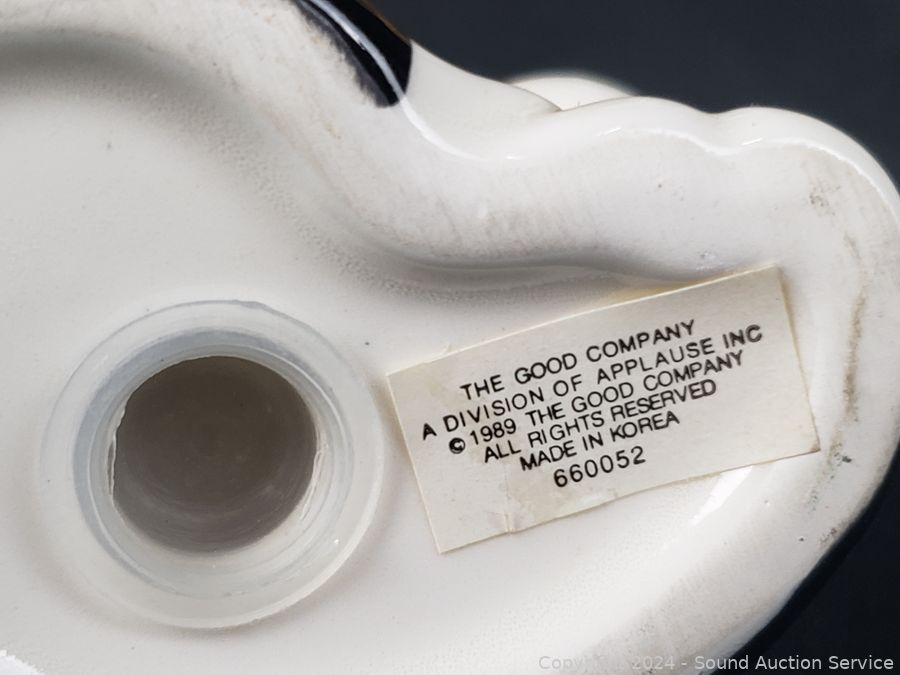 THE GOOD COMPANY
A DIVISION OF APPLAUSE INC
© 1989 THE GOOD COMPANY
ALL RIGHTS RESERVED
MADE IN KOREA
660052
Copyright 2024 - Sound Auction Service